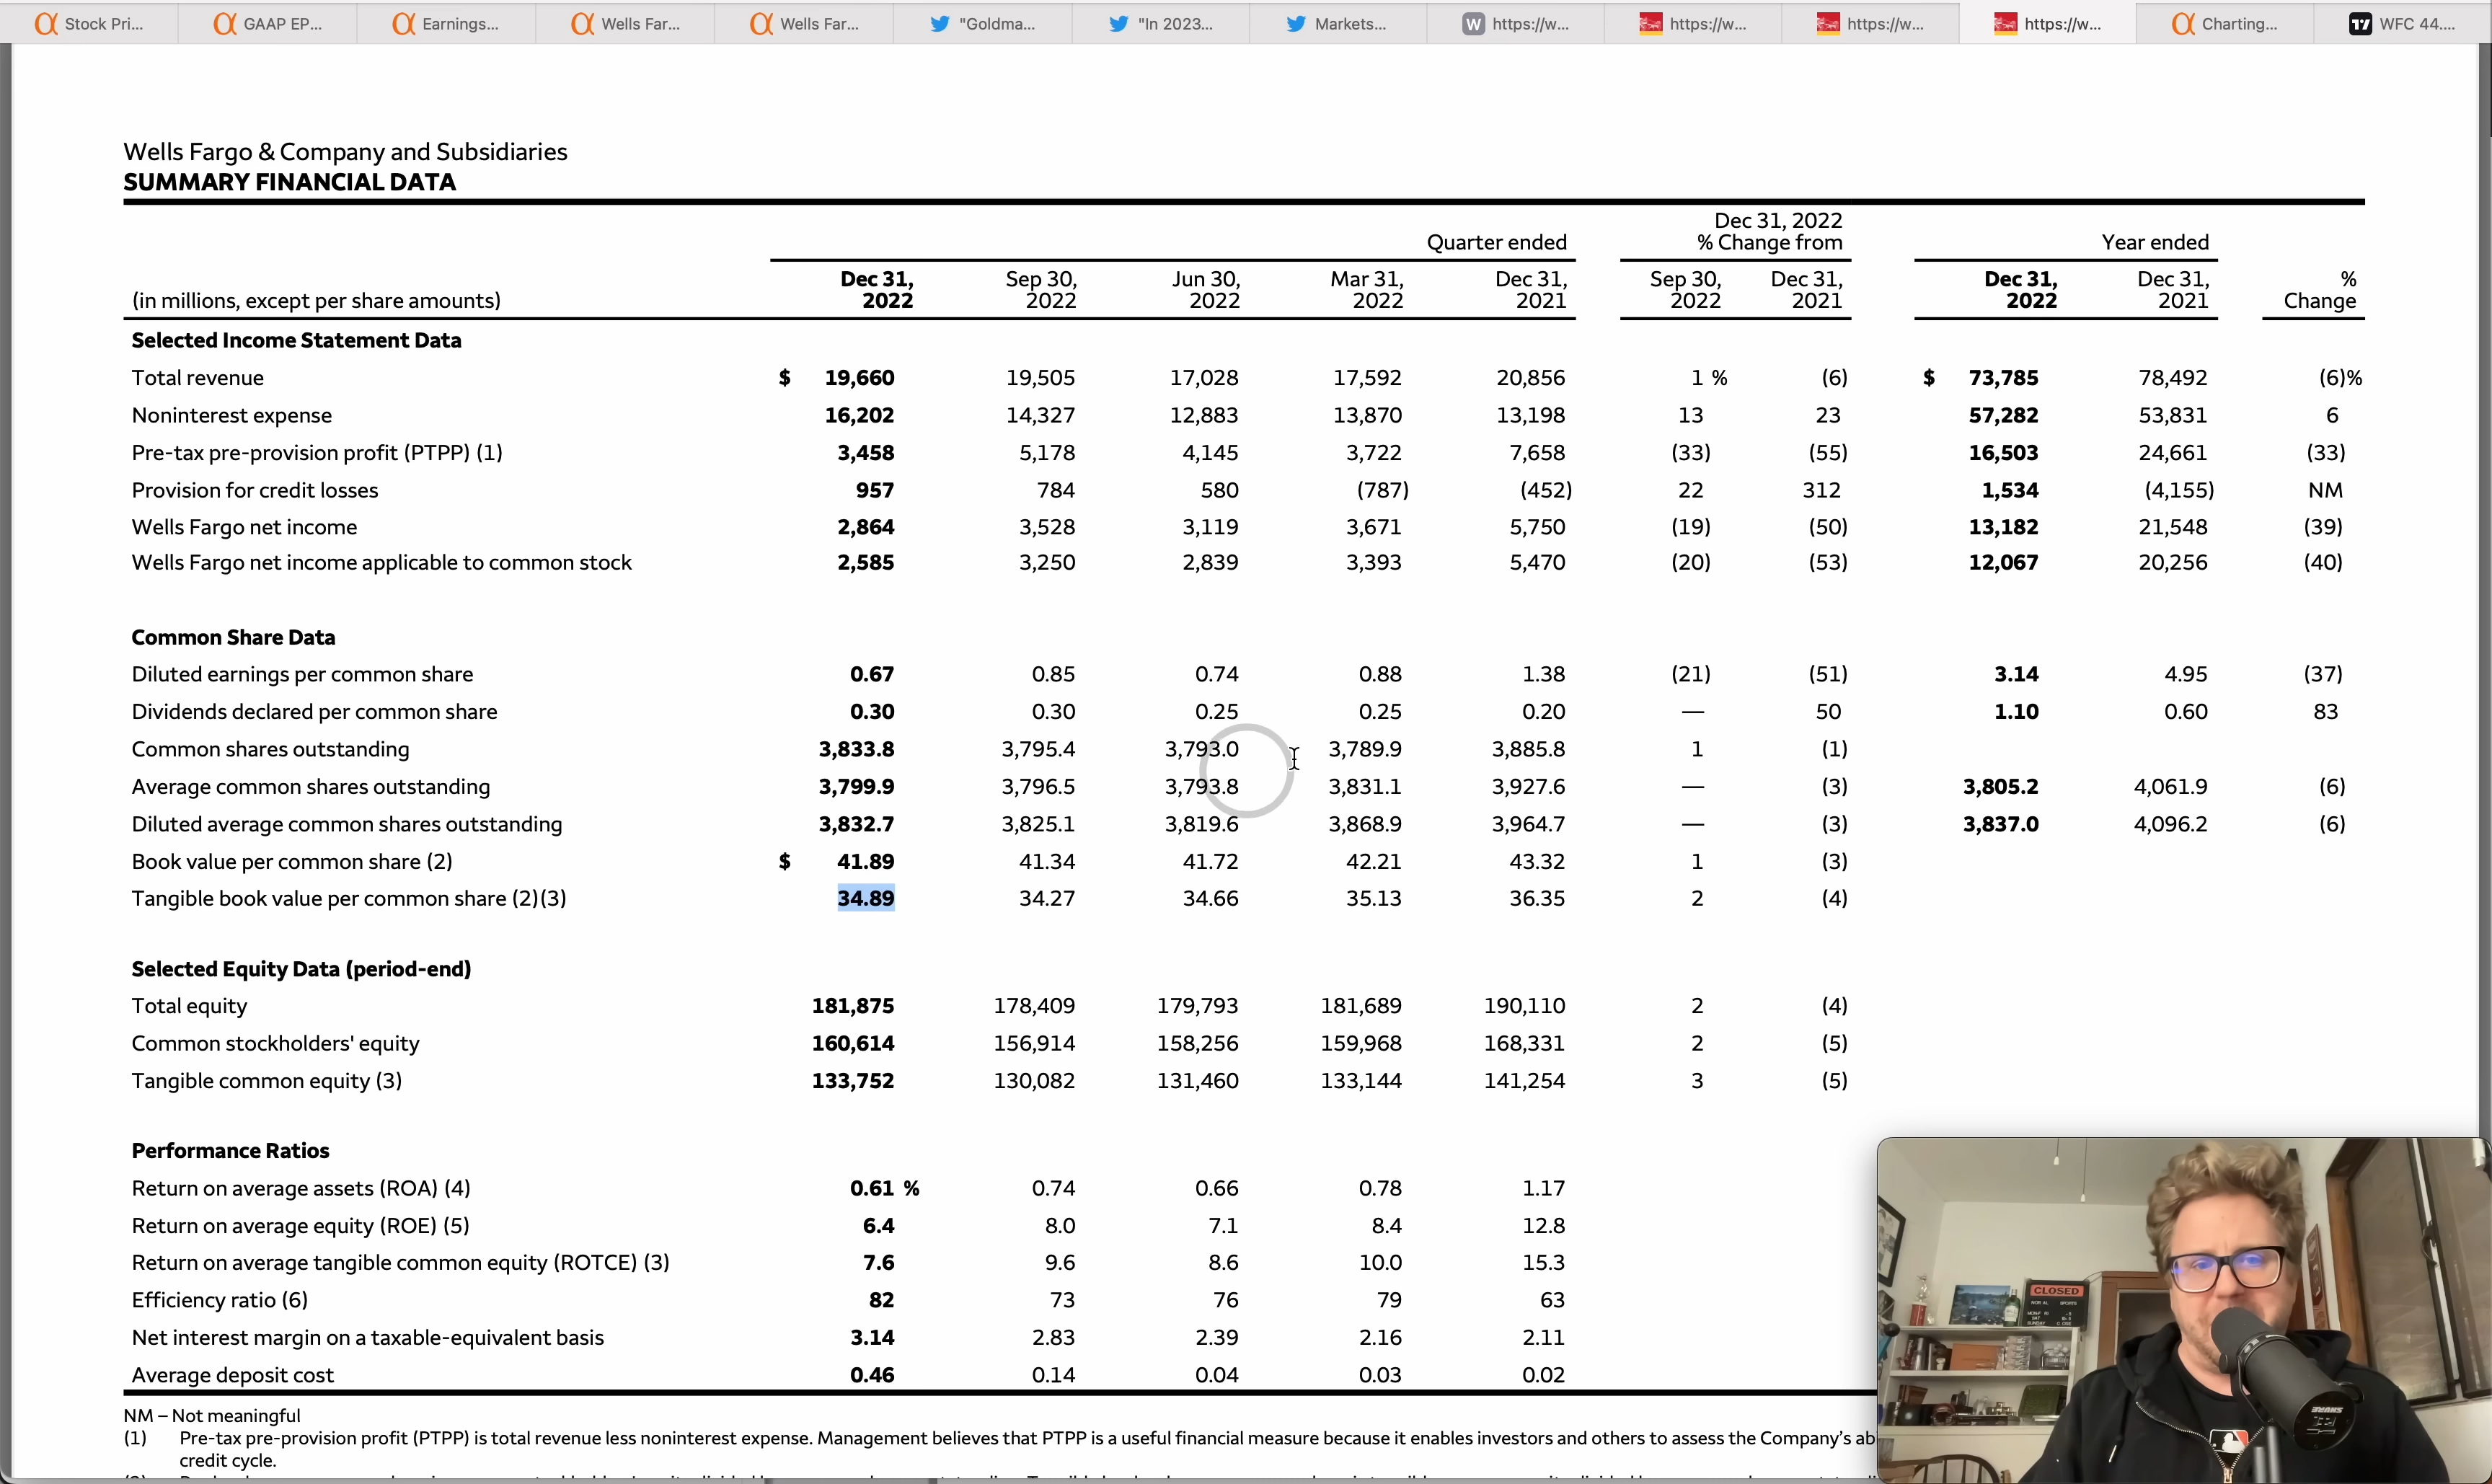 Stock Pri... GAAP EP... Earnings... Wells Far... Wells Far... "Goldma... "In 2023... Markets... W https://w... https://w... https://w... https://w... Charting... WFC 44....
Wells Fargo & Company and Subsidiaries
SUMMARY FINANCIAL DATA
Dec 31, 2022
Quarter ended % Change from Year ended
Dec 31, Sep 30, Jun 30, Mar 31, Dec 31, Sep 30, Dec 31, Dec 31, Dec 31, %
(in millions, except per share amounts) 2022 2022 2022 2022 2021 2022 2021 2022 2021 Change
Selected Income Statement Data
Total revenue $ 19,660 19,505 17,028 17,592 20,856 1 % (6) $ 73,785 78,492 (6)%
Noninterest expense 16,202 14,327 12,883 13,870 13,198 13 23 57,282 53,831 6
Pre-tax pre-provision profit (PTPP) (1) 3,458 5,178 4,145 3,722 7,658 (33) (55) 16,503 24,661 (33)
Provision for credit losses 957 784 580 (787) (452) 22 312 1,534 (4,155) NM
Wells Fargo net income 2,864 3,528 3,119 3,671 5,750 (19) (50) 13,182 21,548 (39)
Wells Fargo net income applicable to common stock 2,585 3,250 2,839 3,393 5,470 (20) (53) 12,067 20,256 (40)
Common Share Data
Diluted earnings per common share 0.67 0.85 0.74 0.88 1.38 (21) (51) 3.14 4.95 (37)
Dividends declared per common share 0.30 0.30 0.25 0.25 0.20 — 50 1.10 0.60 83
Common shares outstanding 3,833.8 3,795.4 3,793.0 3,789.9 3,885.8 1 (1)
Average common shares outstanding 3,799.9 3,796.5 3,793.8 3,831.1 3,927.6 — (3) 3,805.2 4,061.9 (6)
Diluted average common shares outstanding 3,832.7 3,825.1 3,819.6 3,868.9 3,964.7 — (3) 3,837.0 4,096.2 (6)
Book value per common share (2) $ 41.89 41.34 41.72 42.21 43.32 1 (3)
Tangible book value per common share (2)(3) 34.89 34.27 34.66 35.13 36.35 2 (4)
Selected Equity Data (period-end)
Total equity 181,875 178,409 179,793 181,689 190,110 2 (4)
Common stockholders' equity 160,614 156,914 158,256 159,968 168,331 2 (5)
Tangible common equity (3) 133,752 130,082 131,460 133,144 141,254 3 (5)
Performance Ratios
Return on average assets (ROA) (4) 0.61 % 0.74 0.66 0.78 1.17
Return on average equity (ROE) (5) 6.4 8.0 7.1 8.4 12.8
Return on average tangible common equity (ROTCE) (3) 7.6 9.6 8.6 10.0 15.3
Efficiency ratio (6) 82 73 76 79 63
Net interest margin on a taxable-equivalent basis 3.14 2.83 2.39 2.16 2.11
Average deposit cost 0.46 0.14 0.04 0.03 0.02
NM – Not meaningful
(1) Pre-tax pre-provision profit (PTPP) is total revenue less noninterest expense. Management believes that PTPP is a useful financial measure because it enables investors and others to assess the Company's ab
credit cycle.
CLOSED
SHURE